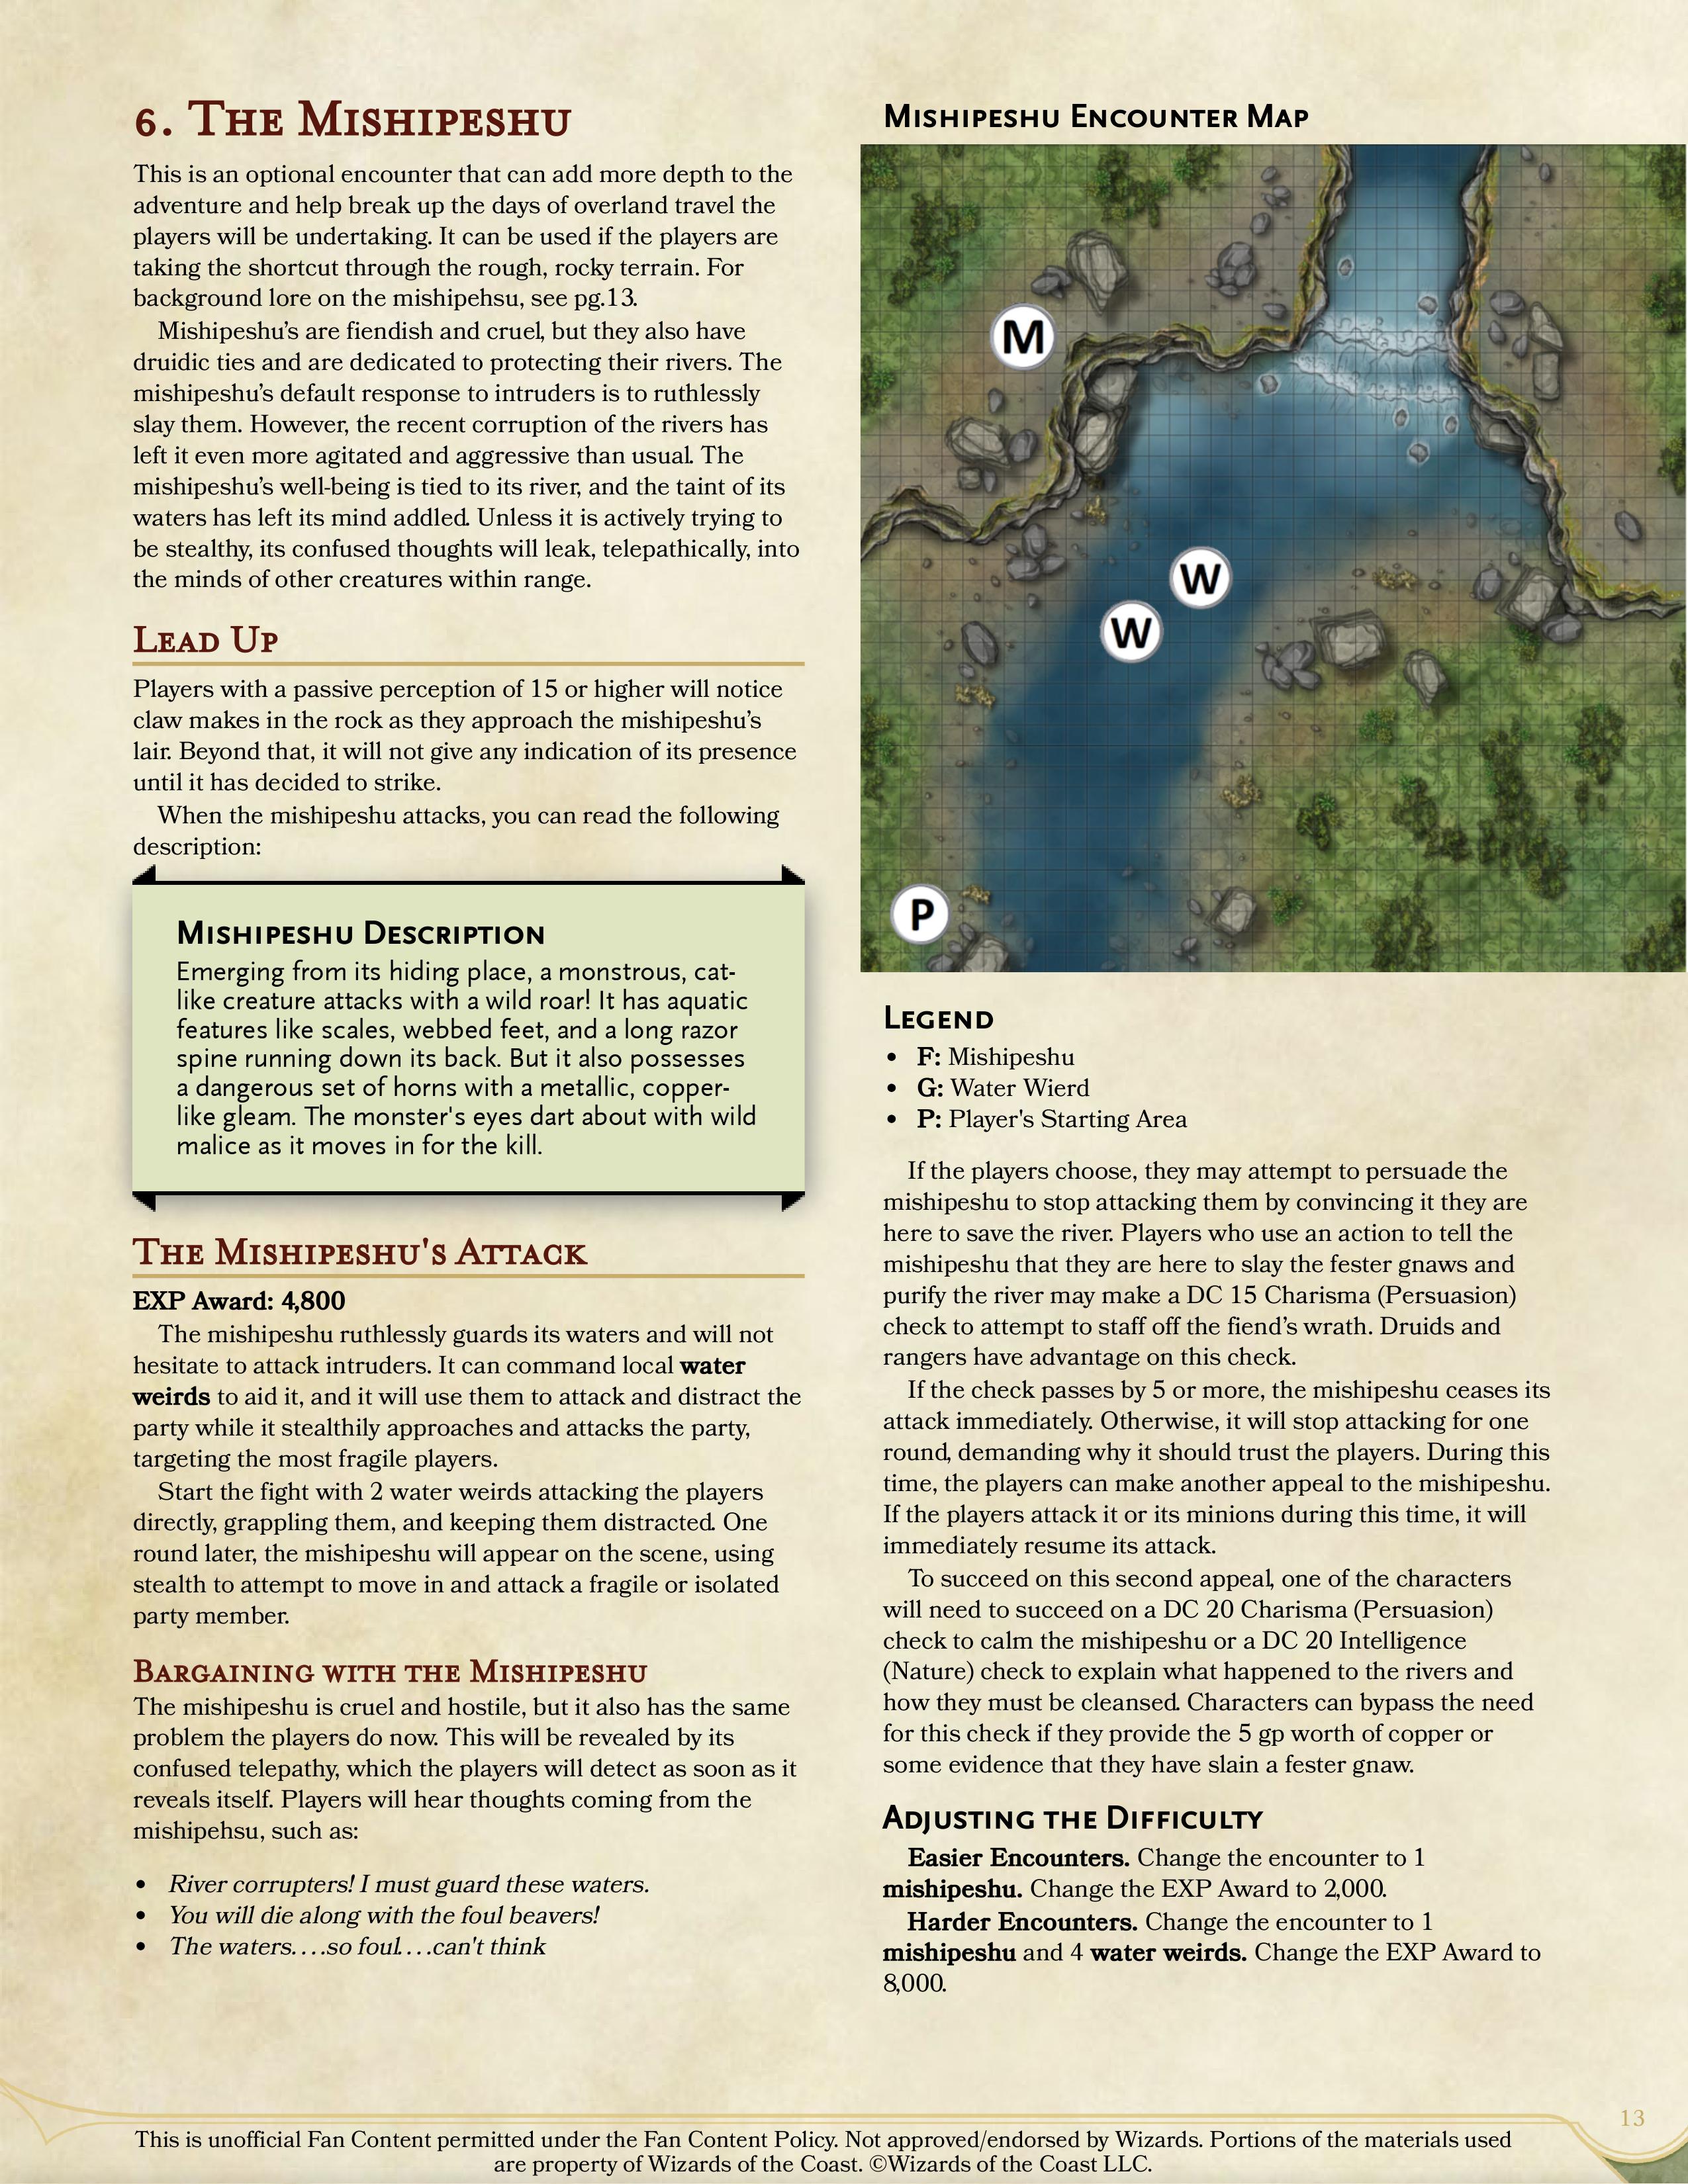 6. The Mishipeshu
This is an optional encounter that can add more depth to the
adventure and help break up the days of overland travel the
players will be undertaking. It can be used if the players are
taking the shortcut through the rough, rocky terrain. For
background lore on the mishipehsu, see pg.13.
Mishipeshu's are fiendish and cruel, but they also have
druidic ties and are dedicated to protecting their rivers. The
mishipeshu's default response to intruders is to ruthlessly
slay them. However, the recent corruption of the rivers has
left it even more agitated and aggressive than usual. The
mishipeshu's well-being is tied to its river, and the taint of its
waters has left its mind addled. Unless it is actively trying to
be stealthy, its confused thoughts will leak, telepathically, into
the minds of other creatures within range.
Lead Up
Players with a passive perception of 15 or higher will notice
claw makes in the rock as they approach the mishipeshu's
lair. Beyond that, it will not give any indication of its presence
until it has decided to strike.
When the mishipeshu attacks, you can read the following
description:
Mishipeshu Description
Emerging from its hiding place, a monstrous, cat-
like creature attacks with a wild roar! It has aquatic
features like scales, webbed feet, and a long razor
spine running down its back. But it also possesses
a dangerous set of horns with a metallic, copper-
like gleam. The monster's eyes dart about with wild
malice as it moves in for the kill.
The Mishipeshu's Attack
EXP Award: 4,800
The mishipeshu ruthlessly guards its waters and will not
hesitate to attack intruders. It can command local water
weirds to aid it, and it will use them to attack and distract the
party while it stealthily approaches and attacks the party,
targeting the most fragile players.
Start the fight with 2 water weirds attacking the players
directly, grappling them, and keeping them distracted. One
round later, the mishipeshu will appear on the scene, using
stealth to attempt to move in and attack a fragile or isolated
party member.
Bargaining with the Mishipeshu
The mishipeshu is cruel and hostile, but it also has the same
problem the players do now. This will be revealed by its
confused telepathy, which the players will detect as soon as it
reveals itself. Players will hear thoughts coming from the
mishipehsu, such as:
• River corrupters! I must guard these waters.
• You will die along with the foul beavers!
• The waters....so foul....can't think
Mishipeshu Encounter Map
M
W
W
P
Legend
• F: Mishipeshu
• G: Water Wierd
• P: Player's Starting Area
If the players choose, they may attempt to persuade the
mishipeshu to stop attacking them by convincing it they are
here to save the river. Players who use an action to tell the
mishipeshu that they are here to slay the fester gnaws and
purify the river may make a DC 15 Charisma (Persuasion)
check to attempt to staff off the fiend's wrath. Druids and
rangers have advantage on this check.
If the check passes by 5 or more, the mishipeshu ceases its
attack immediately. Otherwise, it will stop attacking for one
round, demanding why it should trust the players. During this
time, the players can make another appeal to the mishipeshu.
If the players attack it or its minions during this time, it will
immediately resume its attack.
To succeed on this second appeal, one of the characters
will need to succeed on a DC 20 Charisma (Persuasion)
check to calm the mishipeshu or a DC 20 Intelligence
(Nature) check to explain what happened to the rivers and
how they must be cleansed. Characters can bypass the need
for this check if they provide the 5 gp worth of copper or
some evidence that they have slain a fester gnaw.
Adjusting the Difficulty
Easier Encounters. Change the encounter to 1
mishipeshu. Change the EXP Award to 2,000.
Harder Encounters. Change the encounter to 1
mishipeshu and 4 water weirds. Change the EXP Award to
8,000.
13
This is unofficial Fan Content permitted under the Fan Content Policy. Not approved/endorsed by Wizards. Portions of the materials used
are property of Wizards of the Coast. ©Wizards of the Coast LLC.